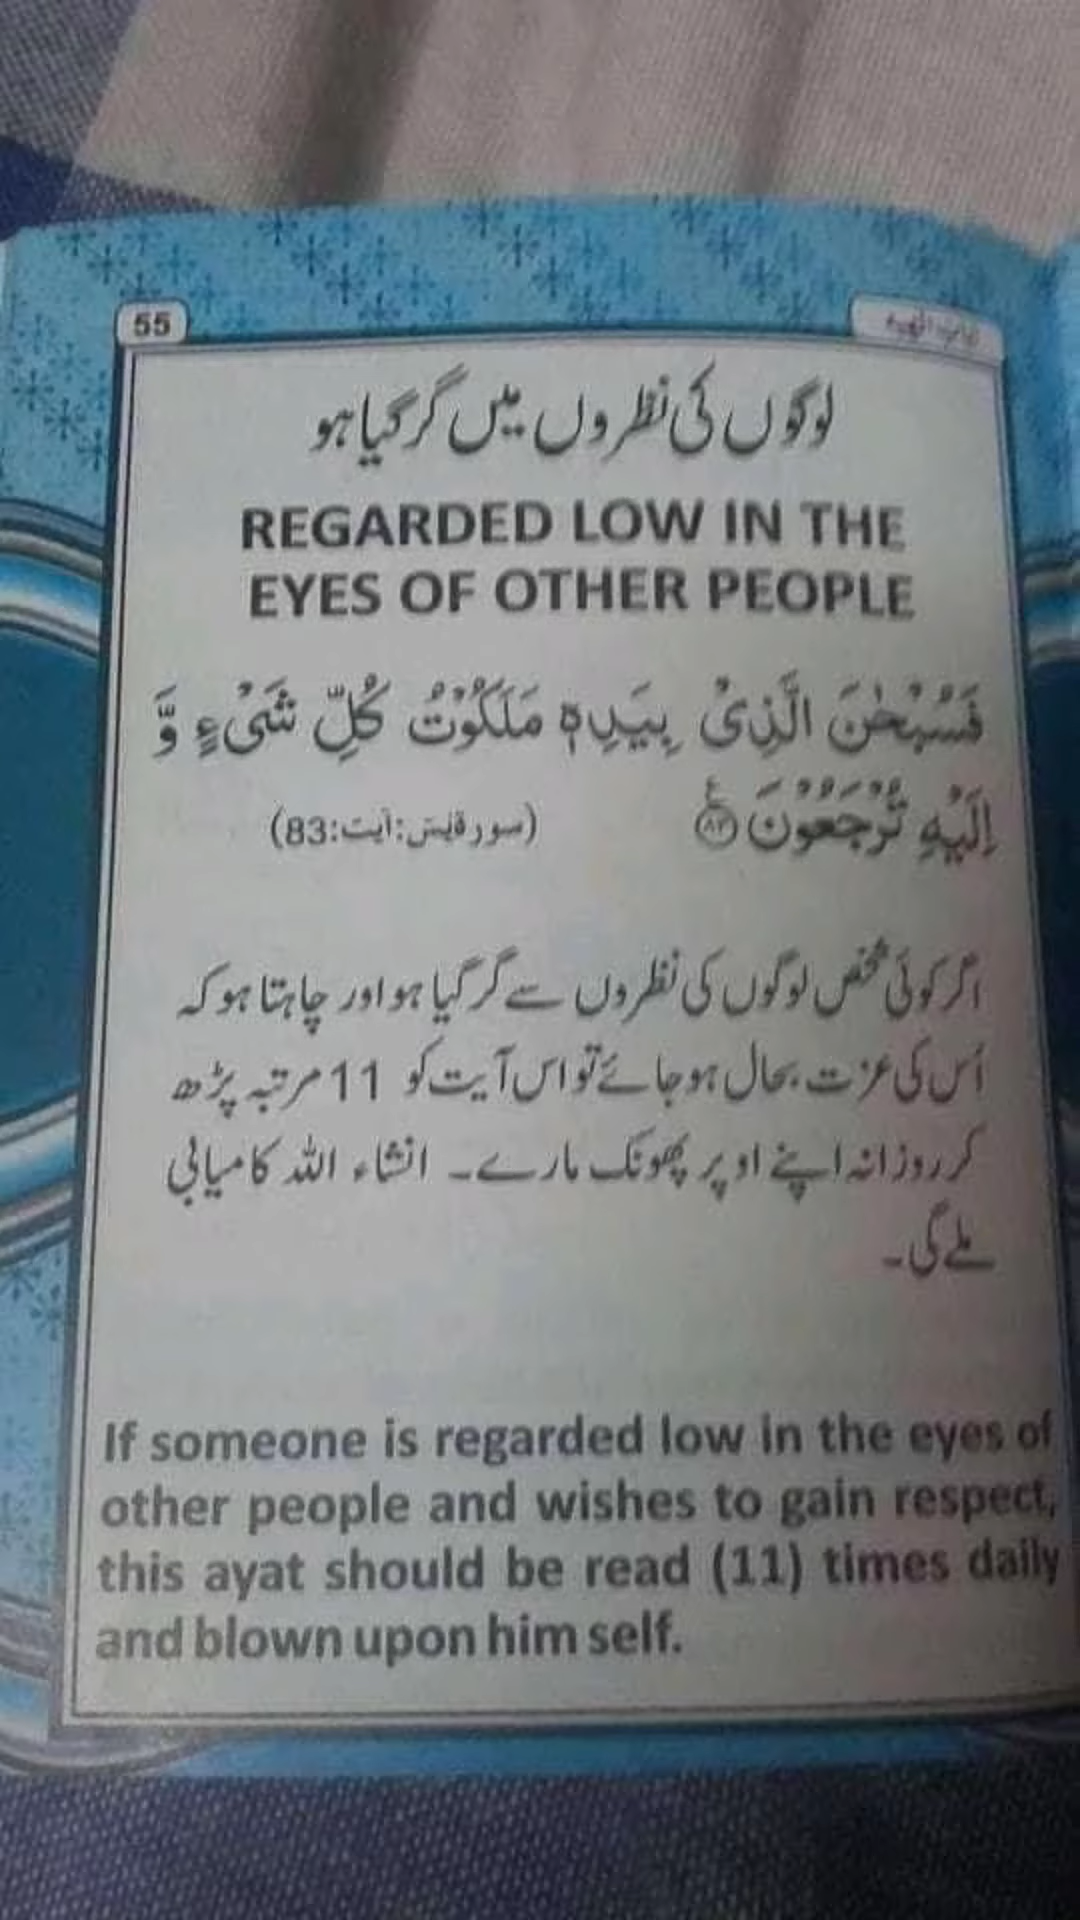 55
لوگوں کی نظروں میں گر گیا ہو
REGARDED LOW IN THE
EYES OF OTHER PEOPLE
فَسُبْحٰنَ الَّذِیْ بِیَدِهٖ مَلَكُوْتُ كُلِّ شَیْءٍ وَّ
اِلَیْهِ تُرْجَعُوْنَ ﴿۸۳﴾ ع (سورۃ یٰسٓ: آیت: 83)
اگر کوئی شخص لوگوں کی نظروں سے گر گیا ہو اور چاہتا ہو کہ
اُس کی عزت بحال ہو جائے تو اس آیت کو 11 مرتبہ پڑھ
کر روزانہ اپنے اوپر پھونک مارے۔ انشاء اللہ کامیابی
ملے گی۔
If someone is regarded low in the eyes of
other people and wishes to gain respect,
this ayat should be read (11) times daily
and blown upon him self.